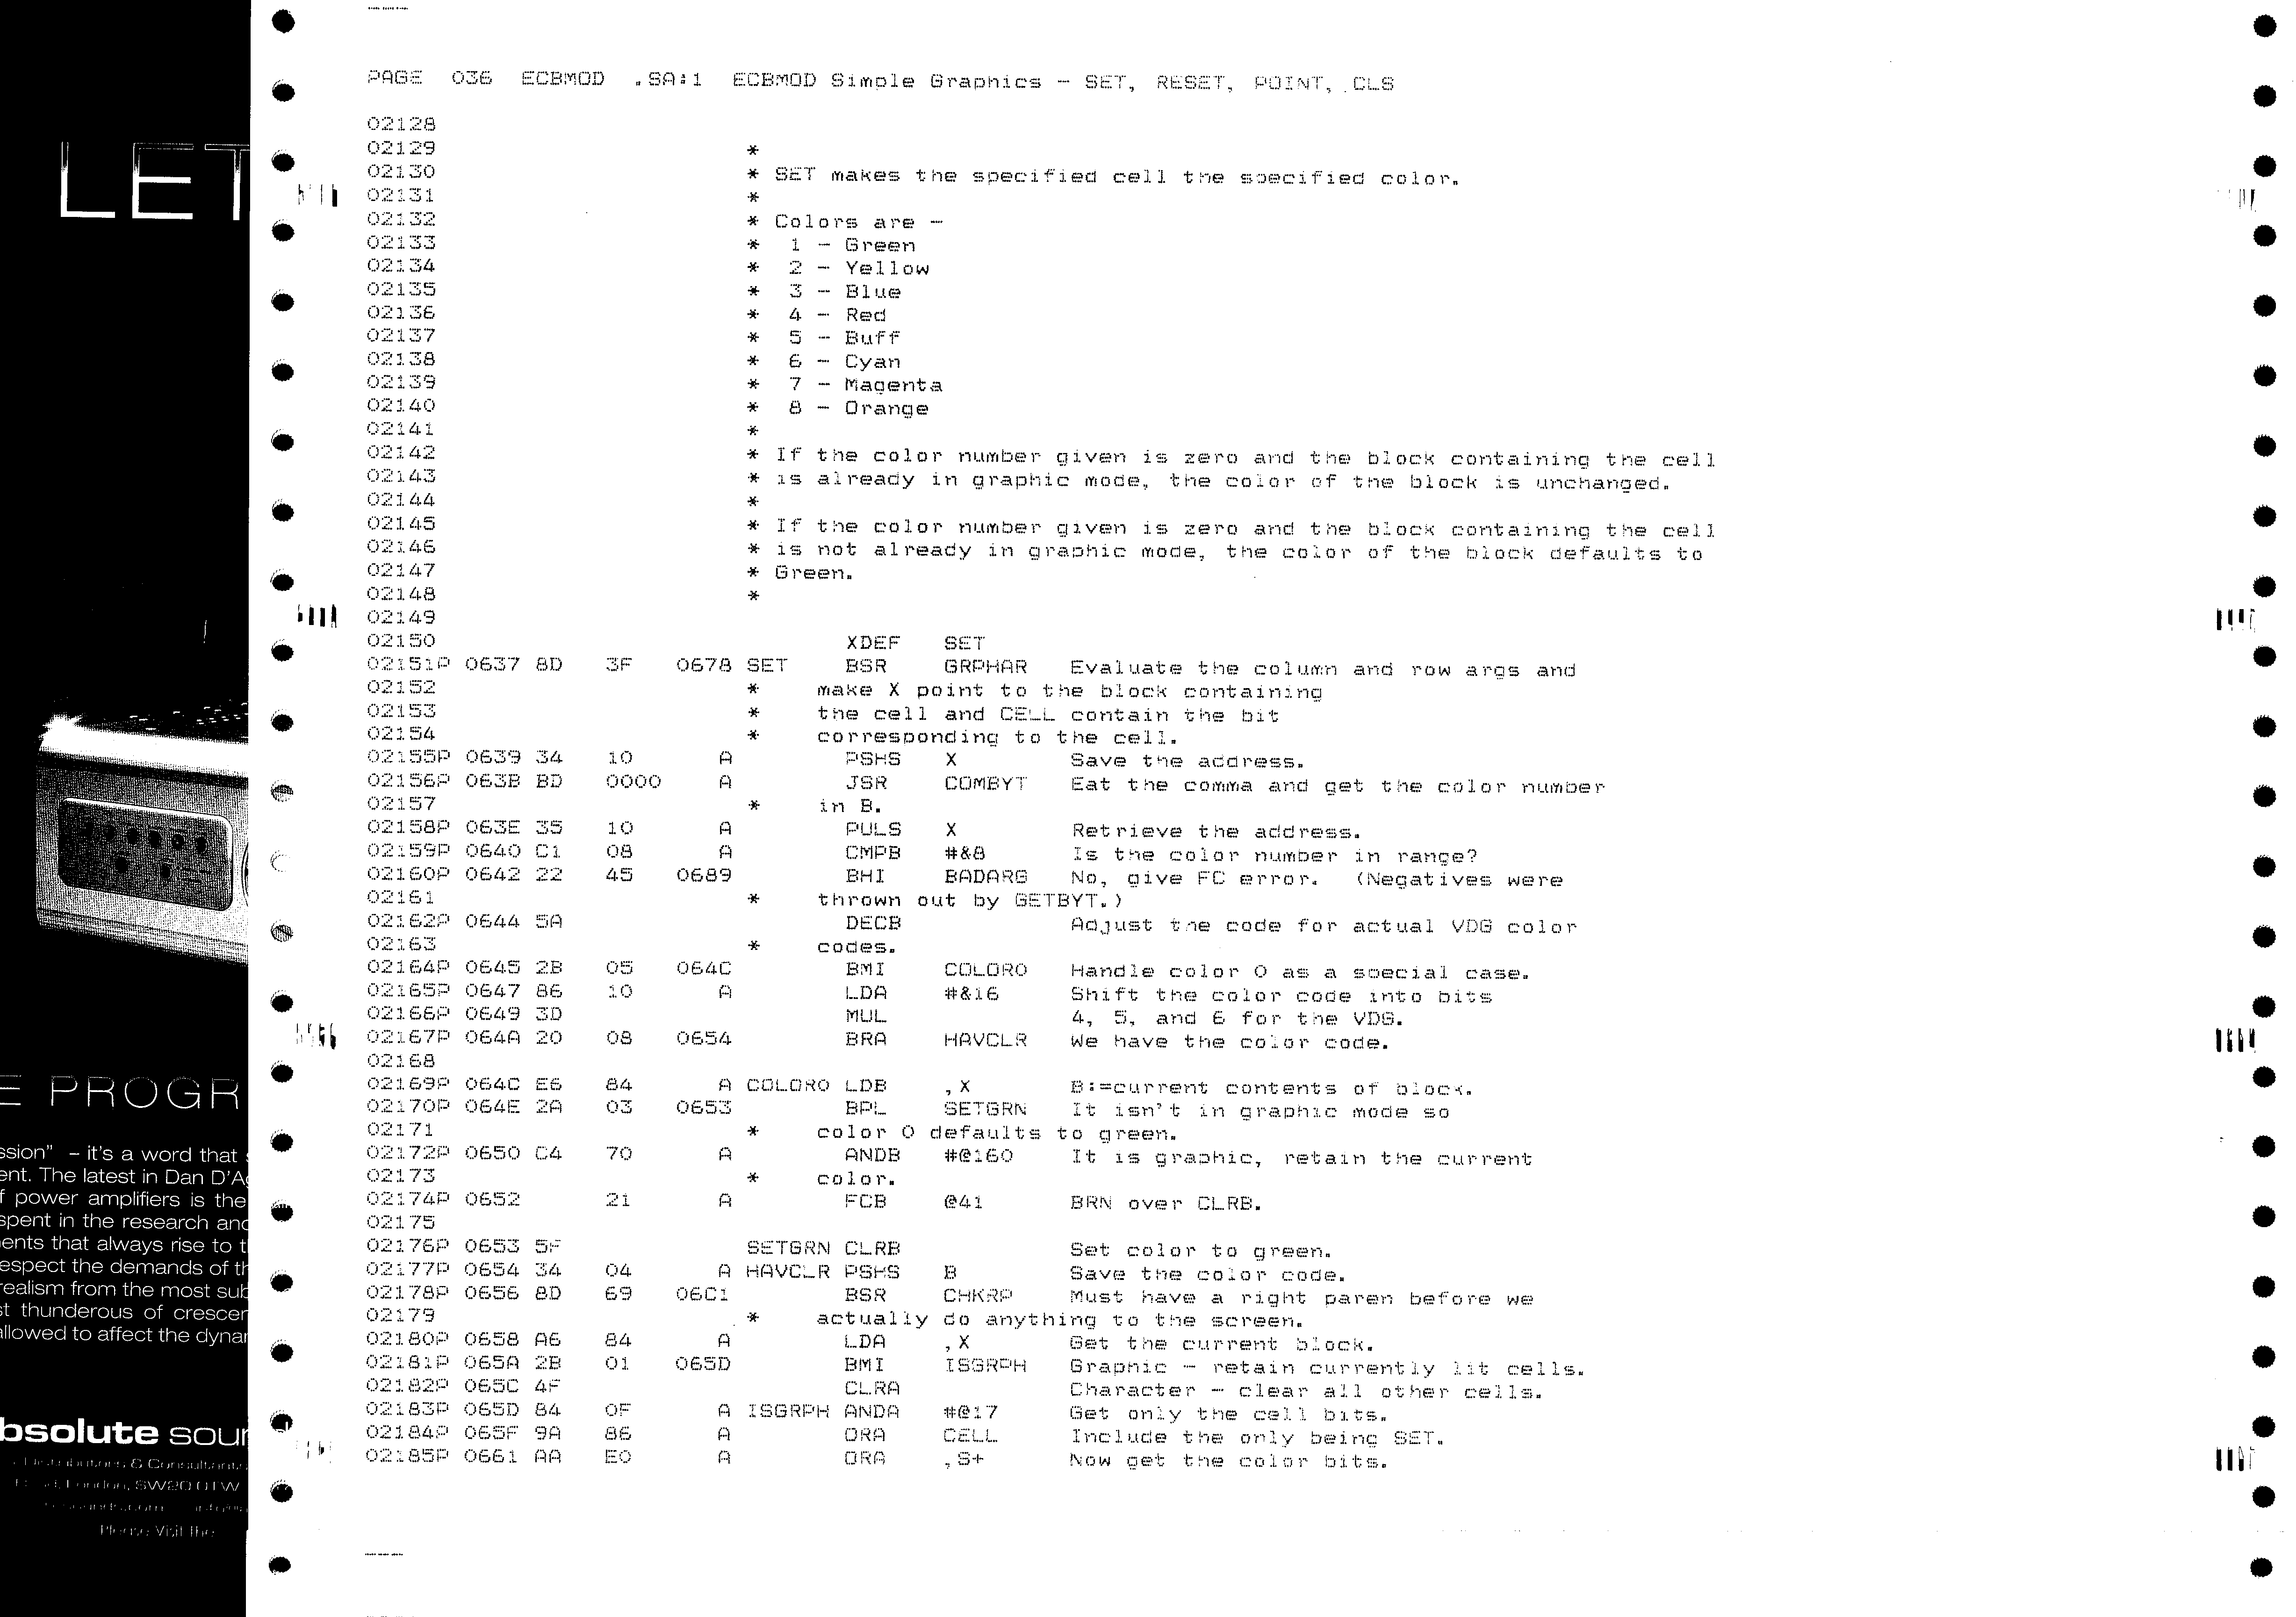 PAGE 036 ECBMOD .SA:1 ECBMOD Simple Graphics - SET, RESET, POINT, CLS
02128
02129 *
02130 * SET makes the specified cell the specified color.
02131 *
02132 * Colors are -
02133 * 1 - Green
02134 * 2 - Yellow
02135 * 3 - Blue
02136 * 4 - Red
02137 * 5 - Buff
02138 * 6 - Cyan
02139 * 7 - Magenta
02140 * 8 - Orange
02141 *
02142 * If the color number given is zero and the block containing the cell
02143 * is already in graphic mode, the color of the block is unchanged.
02144 *
02145 * If the color number given is zero and the block containing the cell
02146 * is not already in graphic mode, the color of the block defaults to
02147 * Green.
02148 *
02149
02150 XDEF SET
02151P 0637 8D 3F 0678 SET BSR GRPHAR Evaluate the column and row args and
02152 * make X point to the block containing
02153 * the cell and CELL contain the bit
02154 * corresponding to the cell.
02155P 0639 34 10 A PSHS X Save the address.
02156P 063B BD 0000 A JSR COMBYT Eat the comma and get the color number
02157 * in B.
02158P 063E 35 10 A PULS X Retrieve the address.
02159P 0640 C1 08 A CMPB #&8 Is the color number in range?
02160P 0642 22 45 0689 BHI BADARG No, give FC error. (Negatives were
02161 * thrown out by GETBYT.)
02162P 0644 5A DECB Adjust the code for actual VDG color
02163 * codes.
02164P 0645 2B 05 064C BMI COLOR0 Handle color 0 as a special case.
02165P 0647 86 10 A LDA #&16 Shift the color code into bits
02166P 0649 3D MUL 4, 5, and 6 for the VDG.
02167P 064A 20 08 0654 BRA HAVCLR We have the color code.
02168
02169P 064C E6 84 A COLOR0 LDB ,X B:=current contents of block.
02170P 064E 2A 03 0653 BPL SETGRN It isn't in graphic mode so
02171 * color 0 defaults to green.
02172P 0650 C4 70 A ANDB #@160 It is graphic, retain the current
02173 * color.
02174P 0652 21 A FCB @41 BRN over CLRB.
02175
02176P 0653 5F SETGRN CLRB Set color to green.
02177P 0654 34 04 A HAVCLR PSHS B Save the color code.
02178P 0656 8D 69 06C1 BSR CHKRP Must have a right paren before we
02179 * actually do anything to the screen.
02180P 0658 A6 84 A LDA ,X Get the current block.
02181P 065A 2B 01 065D BMI ISGRPH Graphic - retain currently lit cells.
02182P 065C 4F CLRA Character - clear all other cells.
02183P 065D 84 0F A ISGRPH ANDA #@17 Get only the cell bits.
02184P 065F 9A 86 A ORA CELL Include the only being SET.
02185P 0661 AA E0 A ORA ,S+ Now get the color bits.
LET
E PROGR
ssion" – it's a word that
ent. The latest in Dan D'Ag
f power amplifiers is the
spent in the research and
ents that always rise to t
espect the demands of th
realism from the most sub
st thunderous of crescen
allowed to affect the dynam
bsolute soun
Distributors & Consultants
London, SW20 0TW
Please Visit the